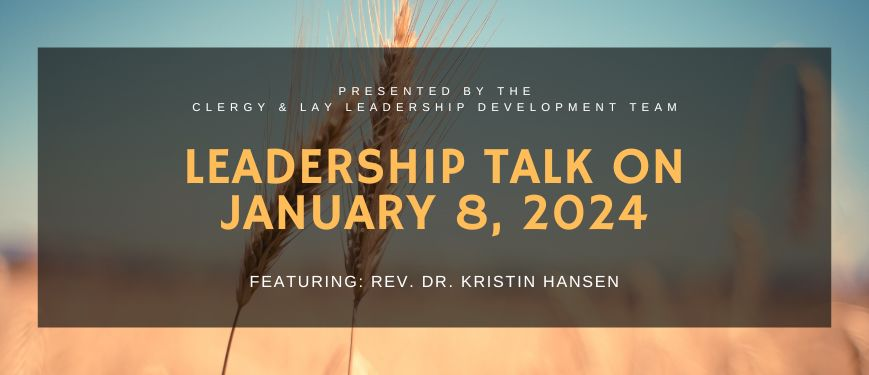 PRESENTED BY THE
CLERGY & LAY LEADERSHIP DEVELOPMENT TEAM
LEADERSHIP TALK ON
JANUARY 8, 2024
FEATURING: REV. DR. KRISTIN HANSEN